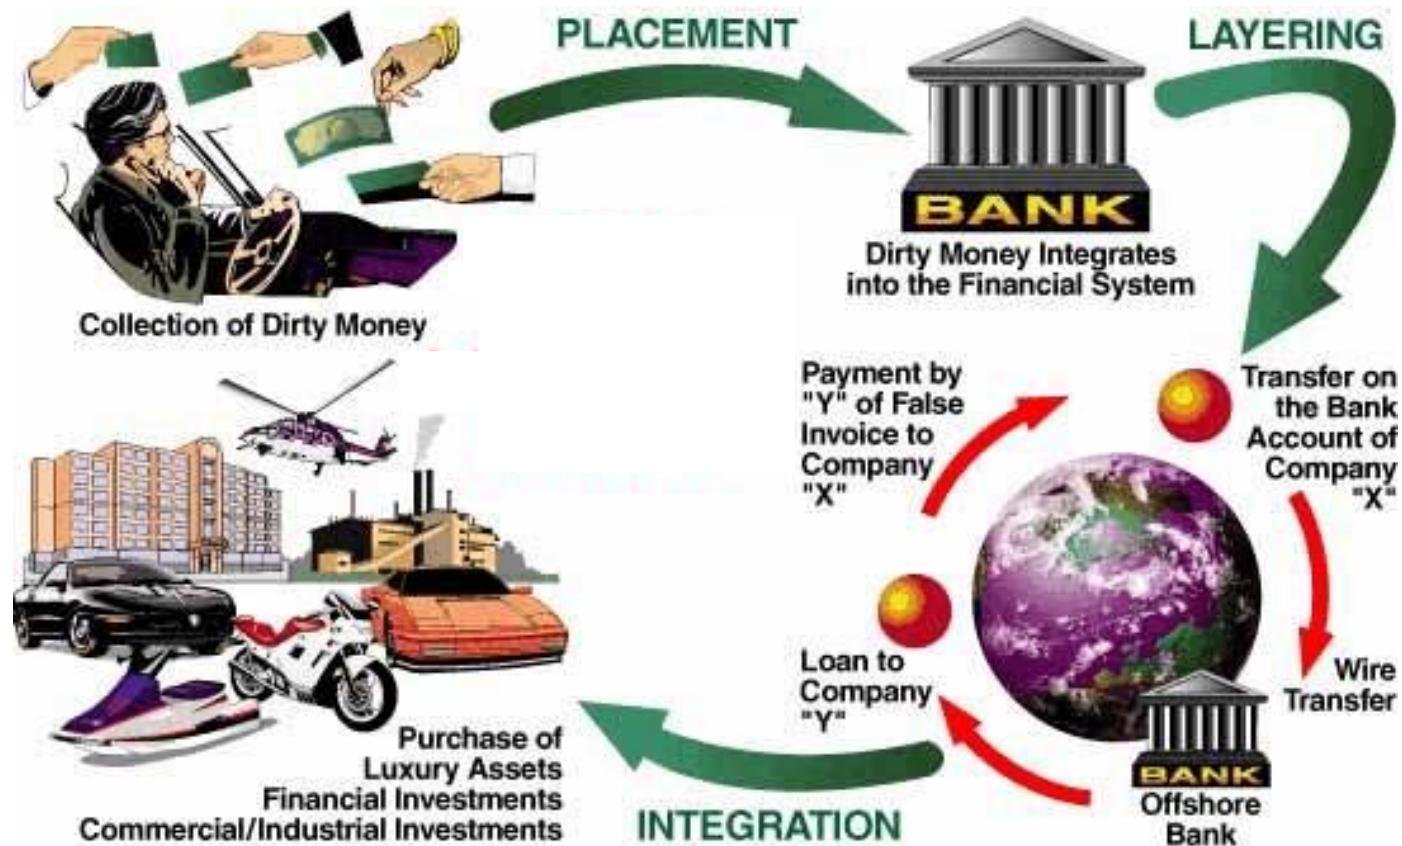 PLACEMENT
LAYERING
BANK
Dirty Money Integrates
into the Financial System
Collection of Dirty Money
Payment by
"Y" of False
Invoice to
Company
"X"
Transfer on
the Bank
Account of
Company
"X"
Loan to
Company
"Y"
Wire
Transfer
BANK
Offshore
Bank
Purchase of
Luxury Assets
Financial Investments
Commercial/Industrial Investments
INTEGRATION